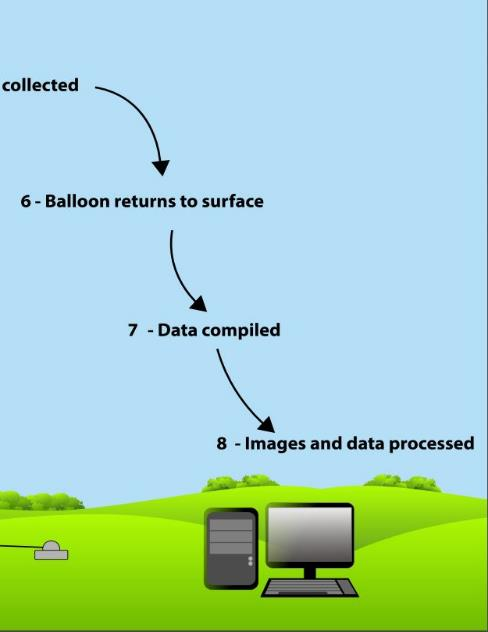 collected
6 - Balloon returns to surface
7 - Data compiled
8 - Images and data processed